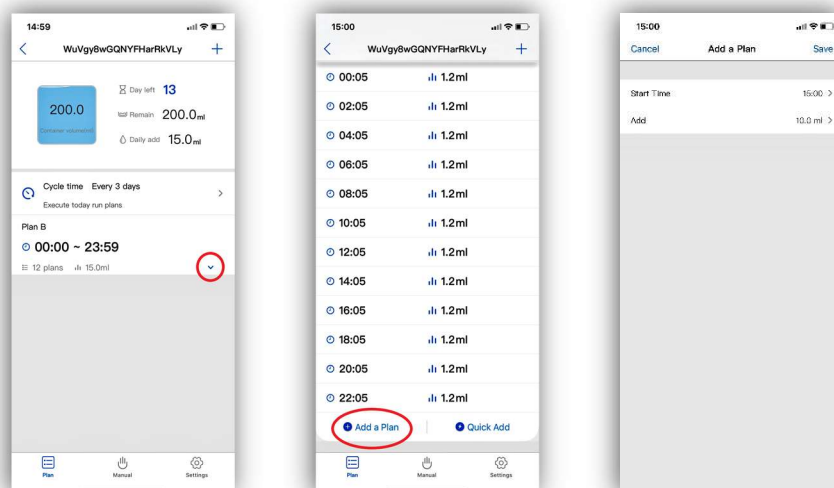 14:59
WuVgy8wGQNYFHarRkVLy
Day left 13
200.0
Container volume(ml)
Remain 200.0ml
Daily add 15.0ml
Cycle time Every 3 days
Execute today run plans
Plan B
00:00 ~ 23:59
12 plans 15.0ml
Plan Manual Settings
15:00
WuVgy8wGQNYFHarRkVLy
00:05 1.2ml
02:05 1.2ml
04:05 1.2ml
06:05 1.2ml
08:05 1.2ml
10:05 1.2ml
12:05 1.2ml
14:05 1.2ml
16:05 1.2ml
18:05 1.2ml
20:05 1.2ml
22:05 1.2ml
Add a Plan Quick Add
Plan Manual Settings
15:00
Cancel Add a Plan Save
Start Time 15:00
Add 10.0 ml